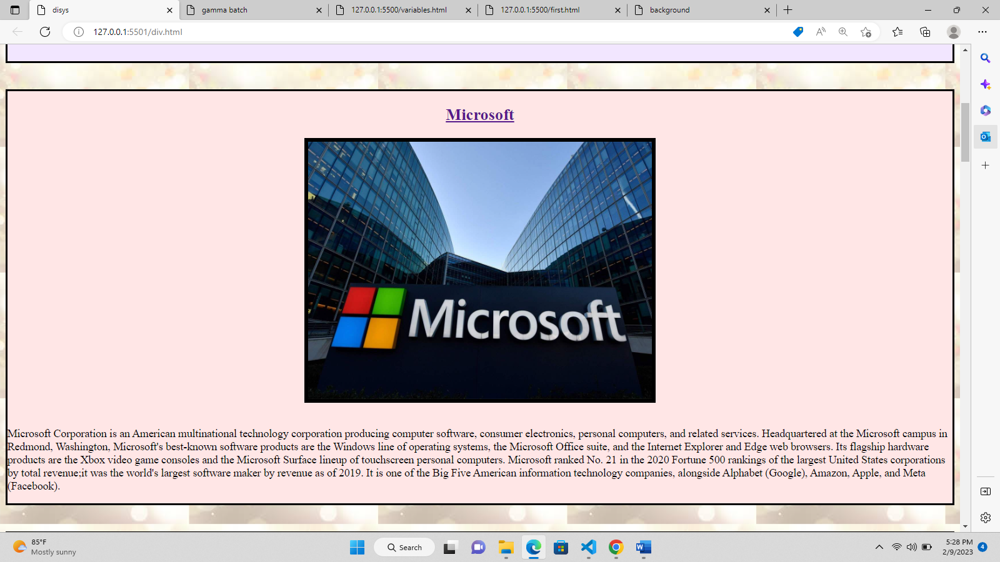 disys
gamma batch
127.0.0.1:5500/variables.html
127.0.0.1:5500/first.html
background
127.0.0.1:5501/div.html
Microsoft
Microsoft
Microsoft Corporation is an American multinational technology corporation producing computer software, consumer electronics, personal computers, and related services. Headquartered at the Microsoft campus in
Redmond, Washington, Microsoft's best-known software products are the Windows line of operating systems, the Microsoft Office suite, and the Internet Explorer and Edge web browsers. Its flagship hardware
products are the Xbox video game consoles and the Microsoft Surface lineup of touchscreen personal computers. Microsoft ranked No. 21 in the 2020 Fortune 500 rankings of the largest United States corporations
by total revenue;it was the world's largest software maker by revenue as of 2019. It is one of the Big Five American information technology companies, alongside Alphabet (Google), Amazon, Apple, and Meta
(Facebook).
85°F
Mostly sunny
Search
5:28 PM
2/9/2023
4